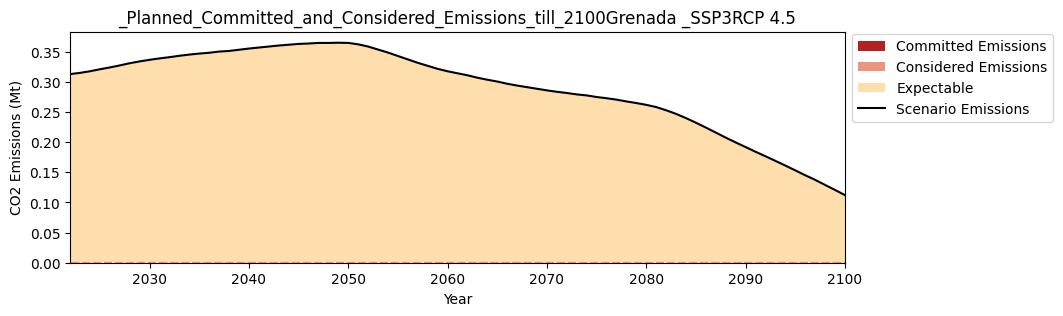 _Planned_Committed_and_Considered_Emissions_till_2100Grenada _SSP3RCP 4.5
CO2 Emissions (Mt)
0.35
0.30
0.25
0.20
0.15
0.10
0.05
0.00
2030 2040 2050 2060 2070 2080 2090 2100
Year
Committed Emissions
Considered Emissions
Expectable
Scenario Emissions